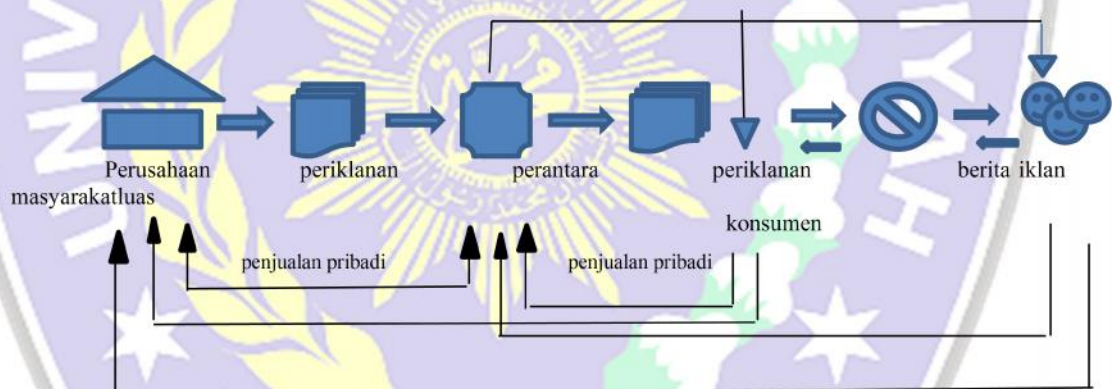 Perusahaan periklanan perantara periklanan berita iklan
masyarakatluas
konsumen
penjualan pribadi penjualan pribadi